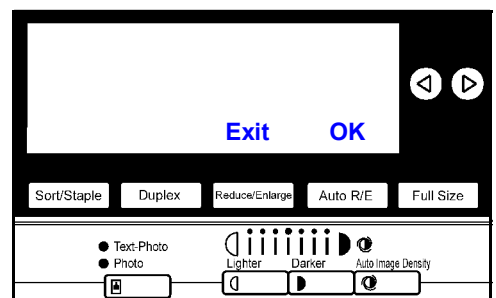 Exit OK
Sort/Staple Duplex Reduce/Enlarge Auto R/E Full Size
Text-Photo
Photo
Lighter Darker Auto Image Density